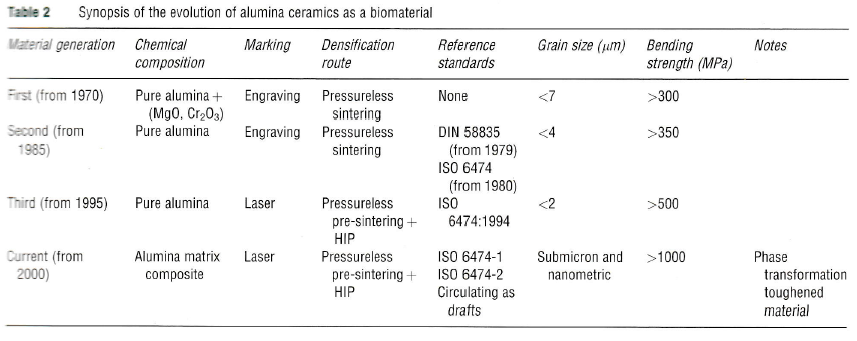 Table 2 Synopsis of the evolution of alumina ceramics as a biomaterial
Material generation Chemical composition Marking Densification route Reference standards Grain size (μm) Bending strength (MPa) Notes
First (from 1970) Pure alumina + (MgO, Cr₂O₃) Engraving Pressureless sintering None <7 >300
Second (from 1985) Pure alumina Engraving Pressureless sintering DIN 58835 (from 1979) ISO 6474 (from 1980) <4 >350
Third (from 1995) Pure alumina Laser Pressureless pre-sintering + HIP ISO 6474:1994 <2 >500
Current (from 2000) Alumina matrix composite Laser Pressureless pre-sintering + HIP ISO 6474-1 ISO 6474-2 Circulating as drafts Submicron and nanometric >1000 Phase transformation toughened material